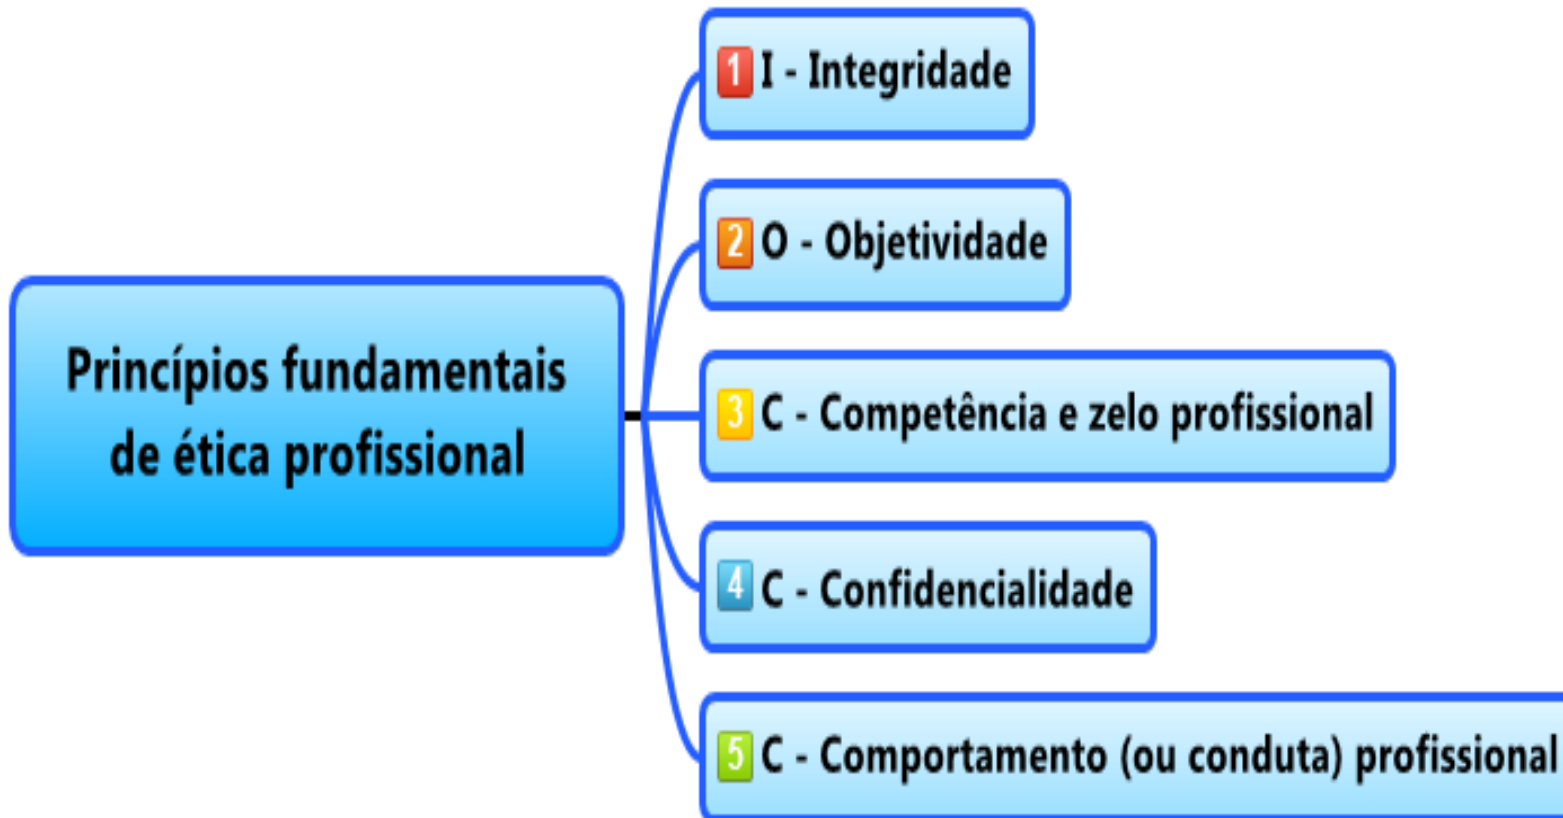 1 I - Integridade
2 O - Objetividade
Princípios fundamentais
de ética profissional
3 C - Competência e zelo profissional
4 C - Confidencialidade
5 C - Comportamento (ou conduta) profissional